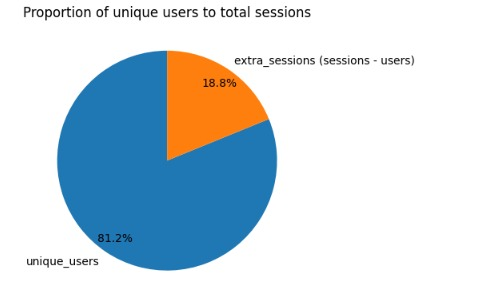 Proportion of unique users to total sessions
extra_sessions (sessions - users)
18.8%
81.2%
unique_users